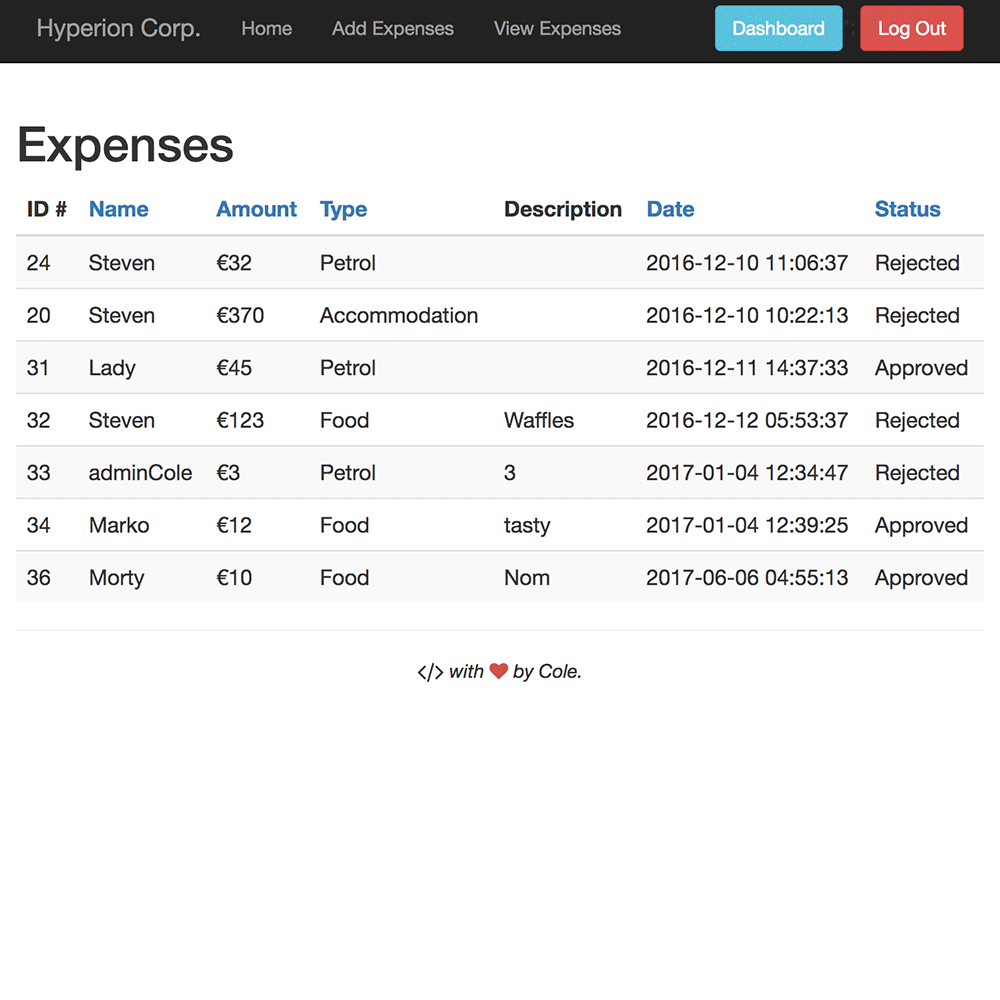 Hyperion Corp. Home Add Expenses View Expenses Dashboard Log Out
Expenses
ID # Name Amount Type Description Date Status
24 Steven €32 Petrol 2016-12-10 11:06:37 Rejected
20 Steven €370 Accommodation 2016-12-10 10:22:13 Rejected
31 Lady €45 Petrol 2016-12-11 14:37:33 Approved
32 Steven €123 Food Waffles 2016-12-12 05:53:37 Rejected
33 adminCole €3 Petrol 3 2017-01-04 12:34:47 Rejected
34 Marko €12 Food tasty 2017-01-04 12:39:25 Approved
36 Morty €10 Food Nom 2017-06-06 04:55:13 Approved
</> with ❤ by Cole.